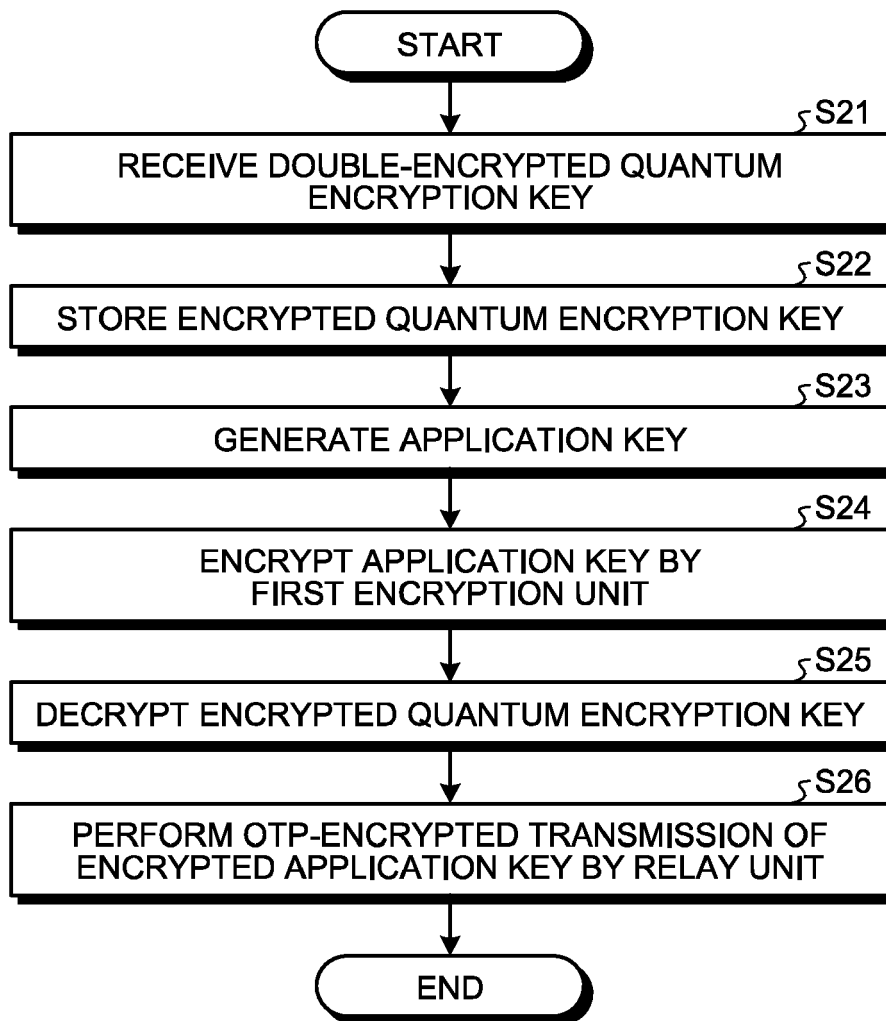 START
S21
RECEIVE DOUBLE-ENCRYPTED QUANTUM
ENCRYPTION KEY
S22
STORE ENCRYPTED QUANTUM ENCRYPTION KEY
S23
GENERATE APPLICATION KEY
S24
ENCRYPT APPLICATION KEY BY
FIRST ENCRYPTION UNIT
S25
DECRYPT ENCRYPTED QUANTUM ENCRYPTION KEY
S26
PERFORM OTP-ENCRYPTED TRANSMISSION OF
ENCRYPTED APPLICATION KEY BY RELAY UNIT
END